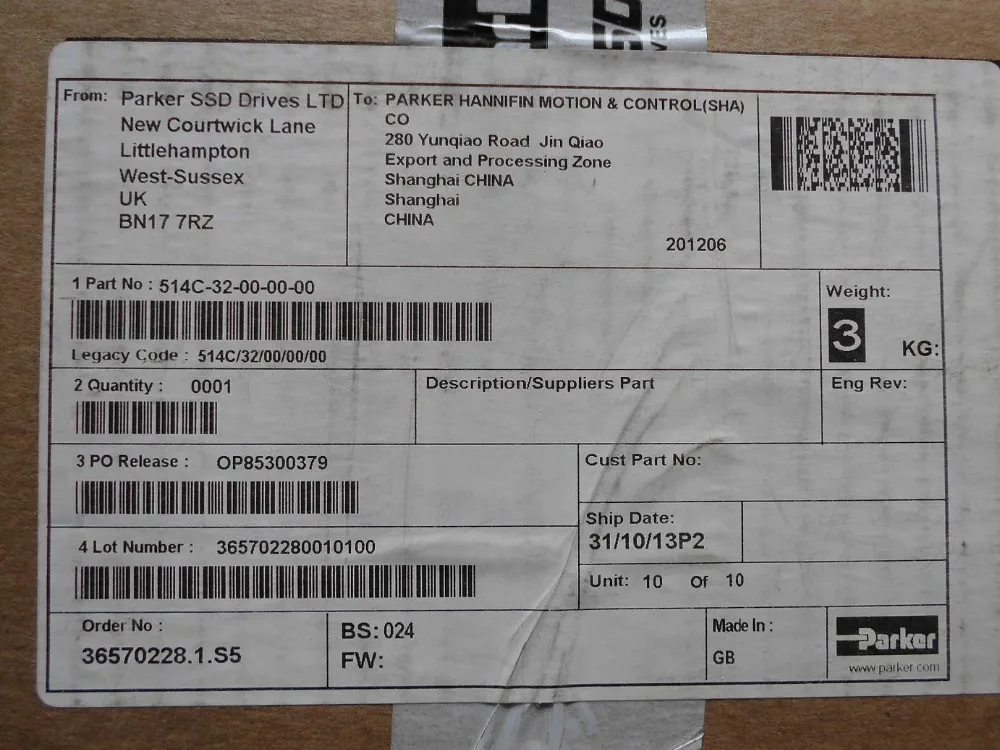 From: Parker SSD Drives LTD
New Courtwick Lane
Littlehampton
West-Sussex
UK
BN17 7RZ
To: PARKER HANNIFIN MOTION & CONTROL(SHA)
CO
280 Yunqiao Road Jin Qiao
Export and Processing Zone
Shanghai CHINA
Shanghai
CHINA
201206
1 Part No : 514C-32-00-00-00
Legacy Code : 514C/32/00/00/00
Weight:
3 KG:
2 Quantity : 0001
Description/Suppliers Part
Eng Rev:
3 PO Release : OP85300379
Cust Part No:
Ship Date:
31/10/13P2
4 Lot Number : 365702280010100
Unit: 10 Of 10
Order No :
36570228.1.S5
BS: 024
FW:
Made In :
GB
Parker
www.parker.com